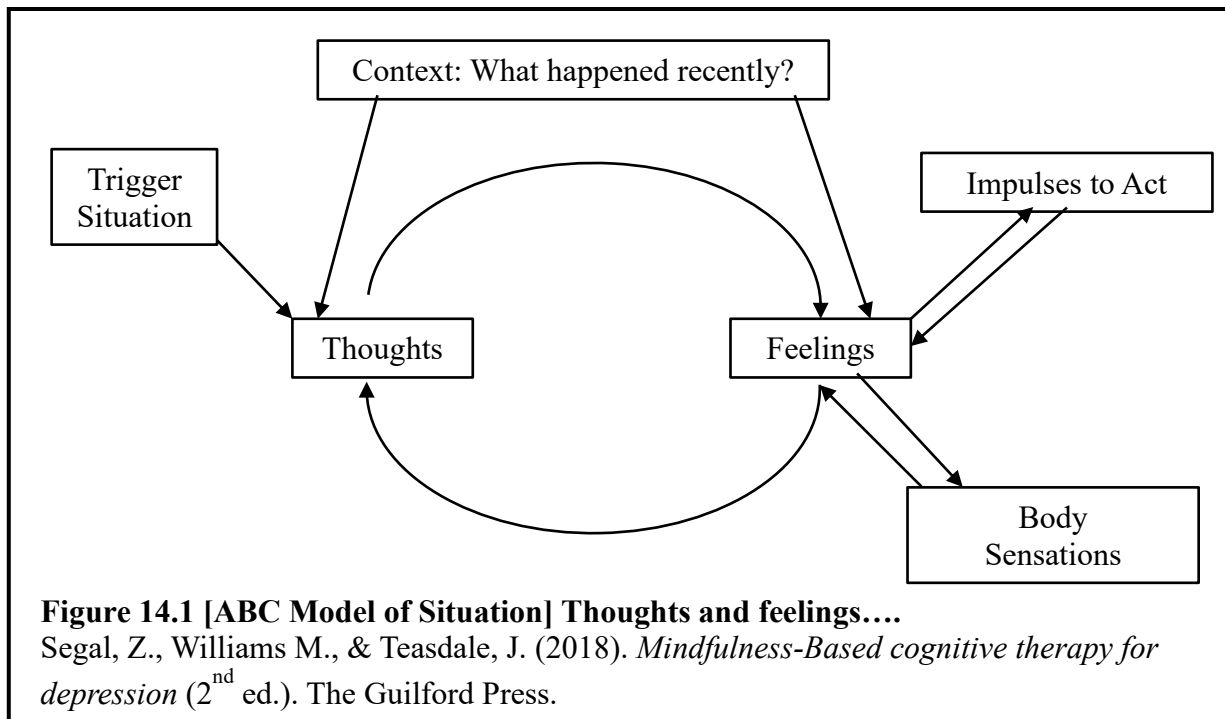 Context: What happened recently?
Trigger
Situation
Impulses to Act
Thoughts
Feelings
Body
Sensations
Figure 14.1 [ABC Model of Situation] Thoughts and feelings….
Segal, Z., Williams M., & Teasdale, J. (2018). Mindfulness-Based cognitive therapy for
depression (2nd ed.). The Guilford Press.